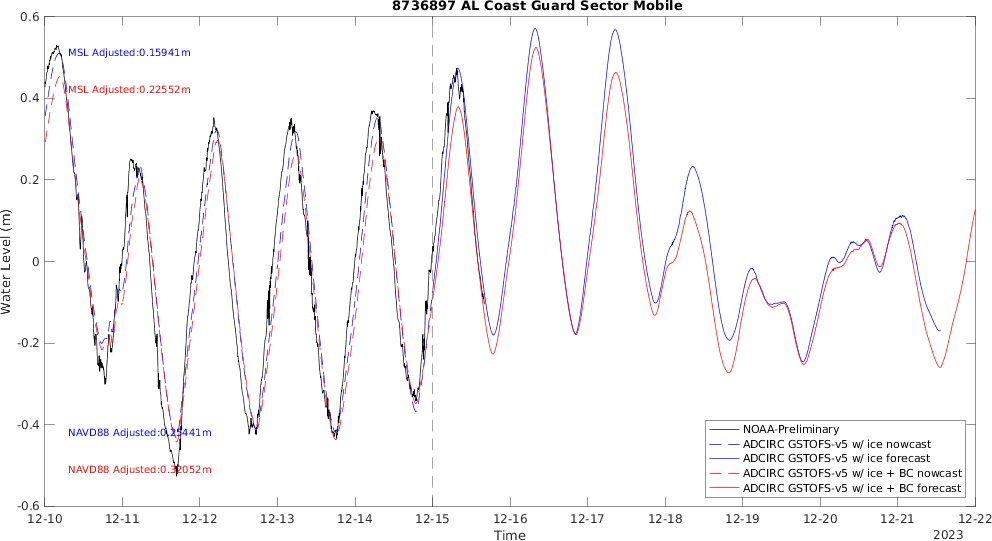 8736897 AL Coast Guard Sector Mobile
0.6
0.4
0.2
0
-0.2
-0.4
-0.6
Water Level (m)
MSL Adjusted:0.15941m
MSL Adjusted:0.22552m
NAVD88 Adjusted:0.25441m
NAVD88 Adjusted:0.32052m
NOAA-Preliminary
ADCIRC GSTOFS-v5 w/ ice nowcast
ADCIRC GSTOFS-v5 w/ ice forecast
ADCIRC GSTOFS-v5 w/ ice + BC nowcast
ADCIRC GSTOFS-v5 w/ ice + BC forecast
12-10 12-11 12-12 12-13 12-14 12-15 12-16 12-17 12-18 12-19 12-20 12-21 12-22
Time
2023